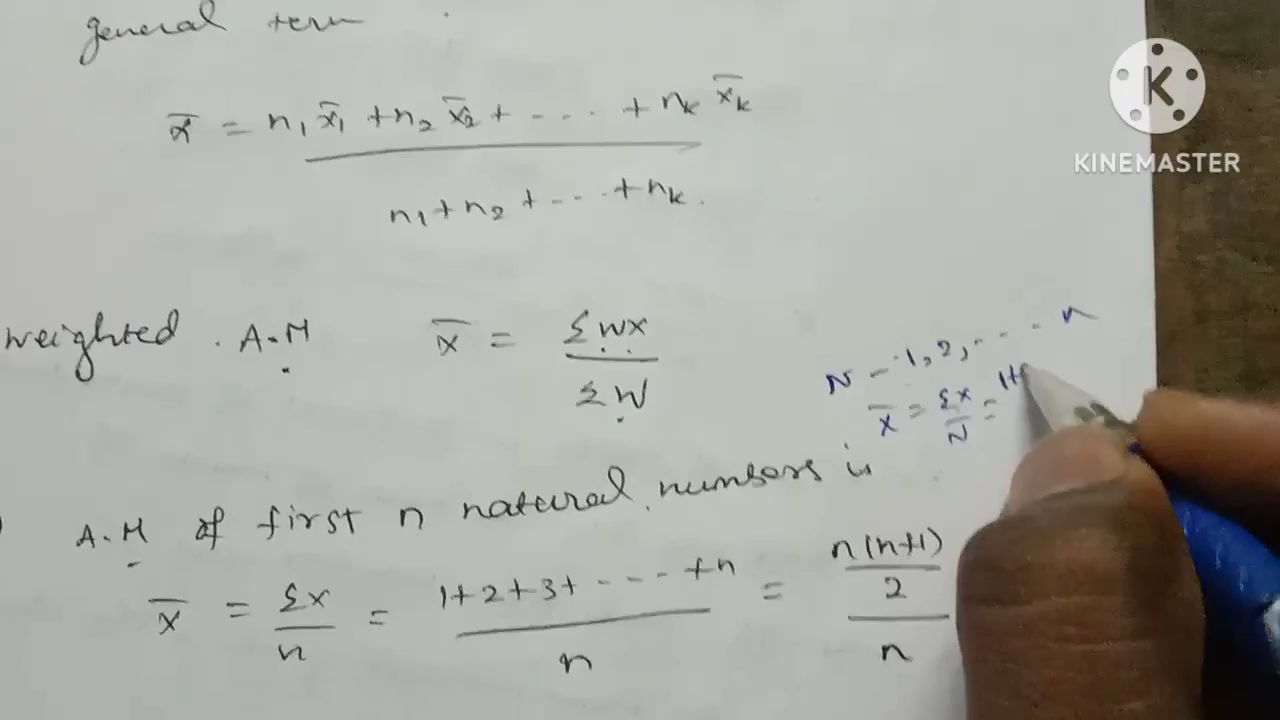 general term
x̄ = n₁x̄₁ + n₂x̄₂ + .... + nₖx̄ₖ
n₁ + n₂ + ... + nₖ.
K
KINEMASTER
weighted . A.M x̄ = Σwx
ΣW
N - 1, 2, .... n
x̄ = Σx/N = 1+
A.M of first n natural numbers is
x̄ = Σx/n = 1+2+3+ ---- +n / n = n(n+1)/2 / n